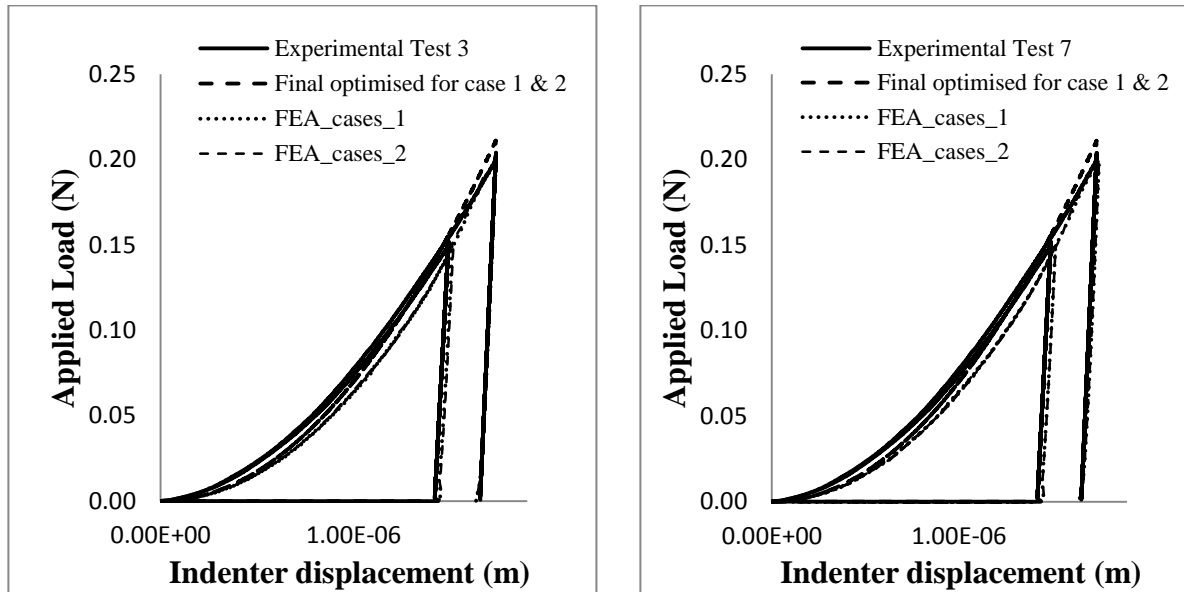 Experimental Test 3
Final optimised for case 1 & 2
FEA_cases_1
FEA_cases_2
0.25
0.20
0.15
0.10
0.05
0.00
Applied Load (N)
0.00E+00
1.00E-06
Indenter displacement (m)
Experimental Test 7
Final optimised for case 1 & 2
FEA_cases_1
FEA_cases_2
0.25
0.20
0.15
0.10
0.05
0.00
Applied Load (N)
0.00E+00
1.00E-06
Indenter displacement (m)